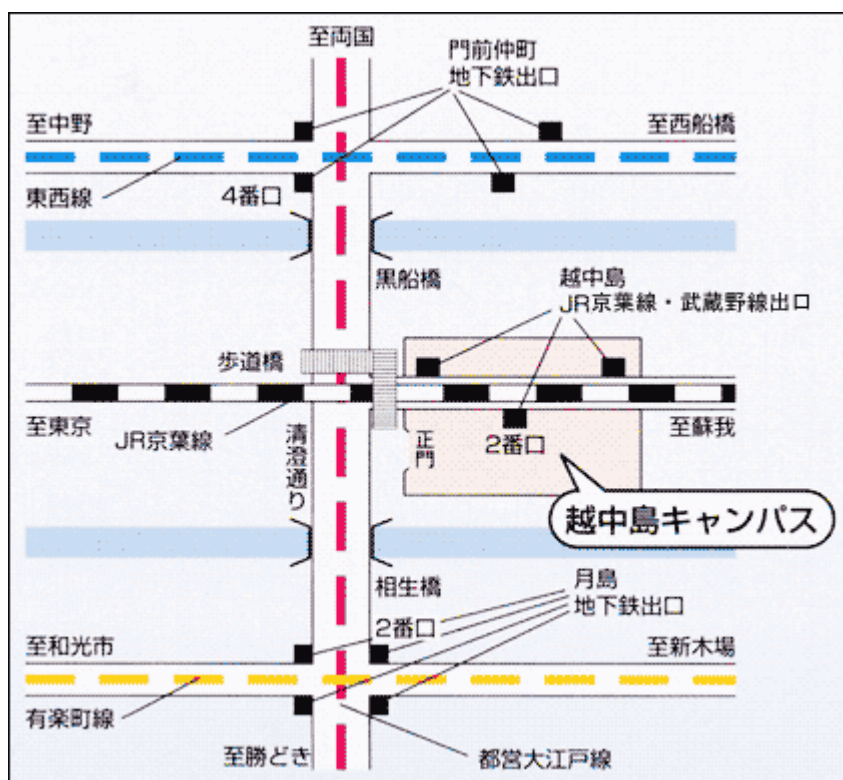 至両国
門前仲町
地下鉄出口
至中野
至西船橋
東西線
4番口
黒船橋
越中島
JR京葉線・武蔵野線出口
歩道橋
至東京
JR京葉線
清澄通り
正門
2番口
至蘇我
越中島キャンパス
相生橋
月島
地下鉄出口
2番口
至和光市
至新木場
有楽町線
至勝どき
都営大江戸線